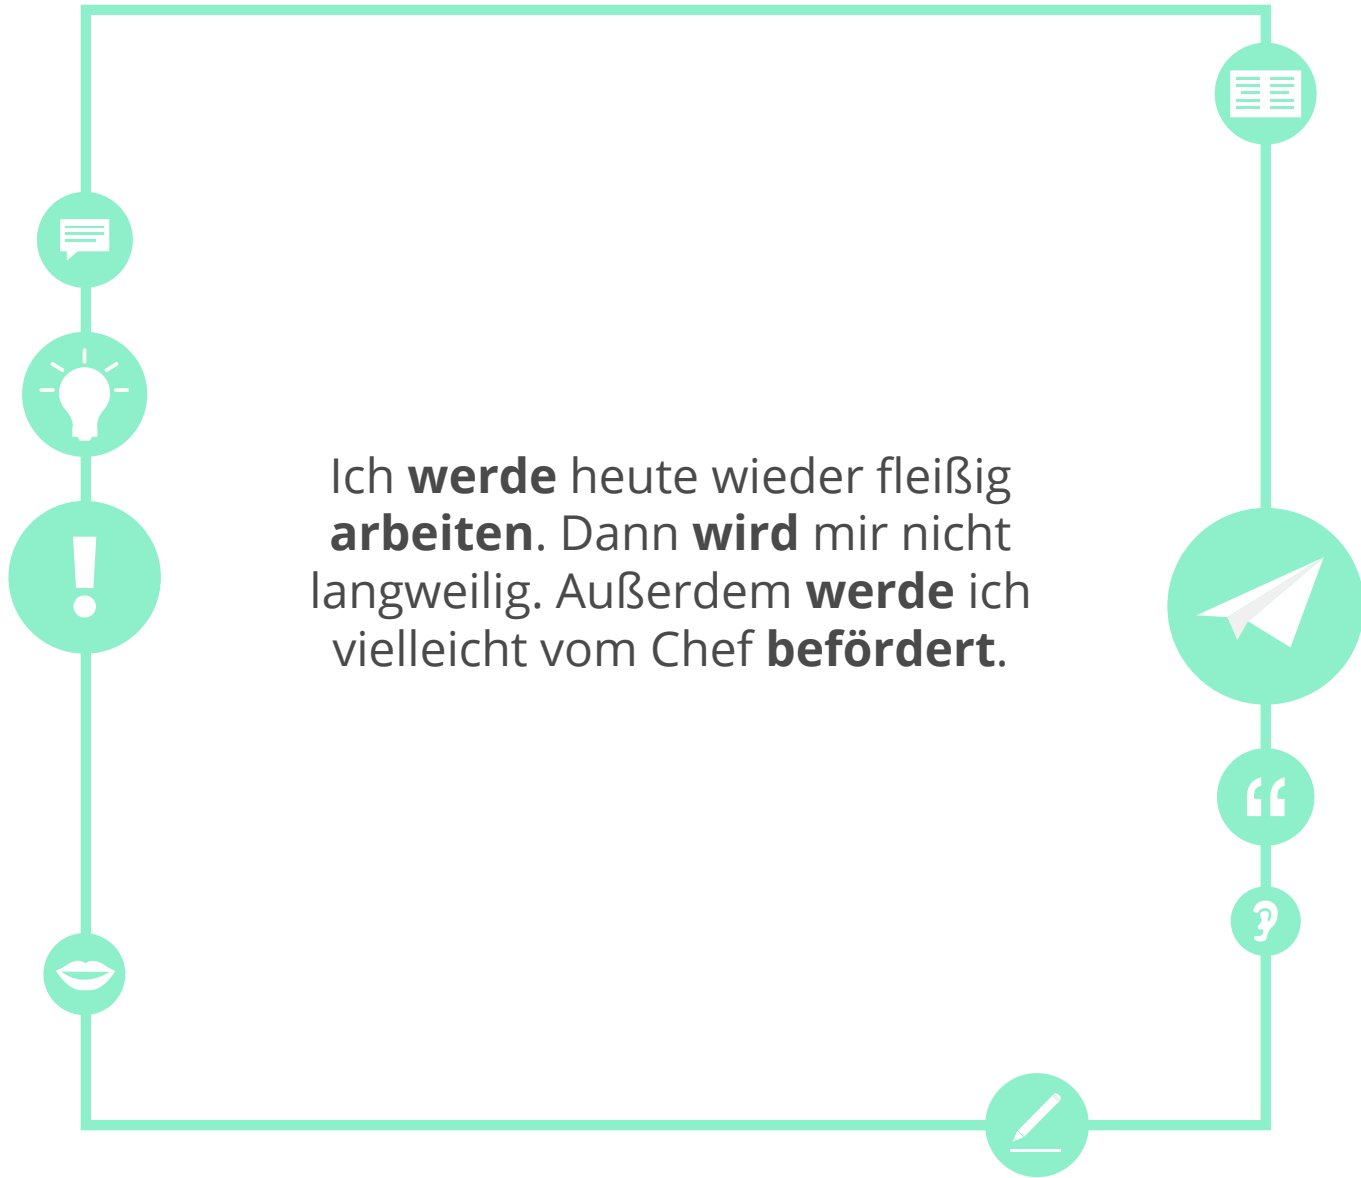 Ich werde heute wieder fleißig
arbeiten. Dann wird mir nicht
langweilig. Außerdem werde ich
vielleicht vom Chef befördert.